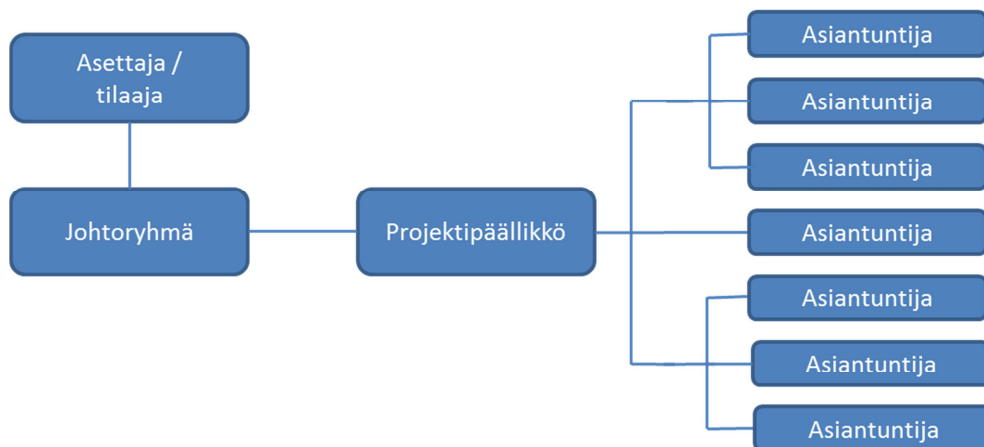 Asettaja /
tilaaja
Johtoryhmä
Projektipäällikkö
Asiantuntija
Asiantuntija
Asiantuntija
Asiantuntija
Asiantuntija
Asiantuntija
Asiantuntija